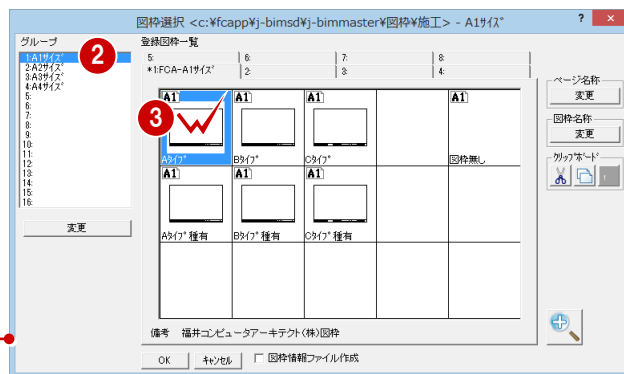 図枠選択 <c:¥fcapp¥j-bimsd¥j-bimmaster¥図枠¥施工> - A1ｻｲｽﾞ ? x
グループ
1:A1ｻｲｽﾞ
2:A2ｻｲｽﾞ
3:A3ｻｲｽﾞ
4:A4ｻｲｽﾞ
5:
6:
7:
8:
9:
10:
11:
12:
13:
14:
15:
16:
変更
2
登録図枠一覧
5: 6: 7: 8:
*1:FCA-A1ｻｲｽﾞ 2: 3: 4:
3
A1 A1 A1 A1
Aﾀｲﾌﾟ Bﾀｲﾌﾟ Cﾀｲﾌﾟ 図枠無し
A1 A1 A1
Aﾀｲﾌﾟ種有 Bﾀｲﾌﾟ種有 Cﾀｲﾌﾟ種有
備考 福井コンピュータアーキテクト(株)図枠
OK ｷｬﾝｾﾙ 図枠情報ファイル作成
ページ名称
変更
図枠名称
変更
ｸﾘｯﾌﾟﾎﾞｰﾄﾞ